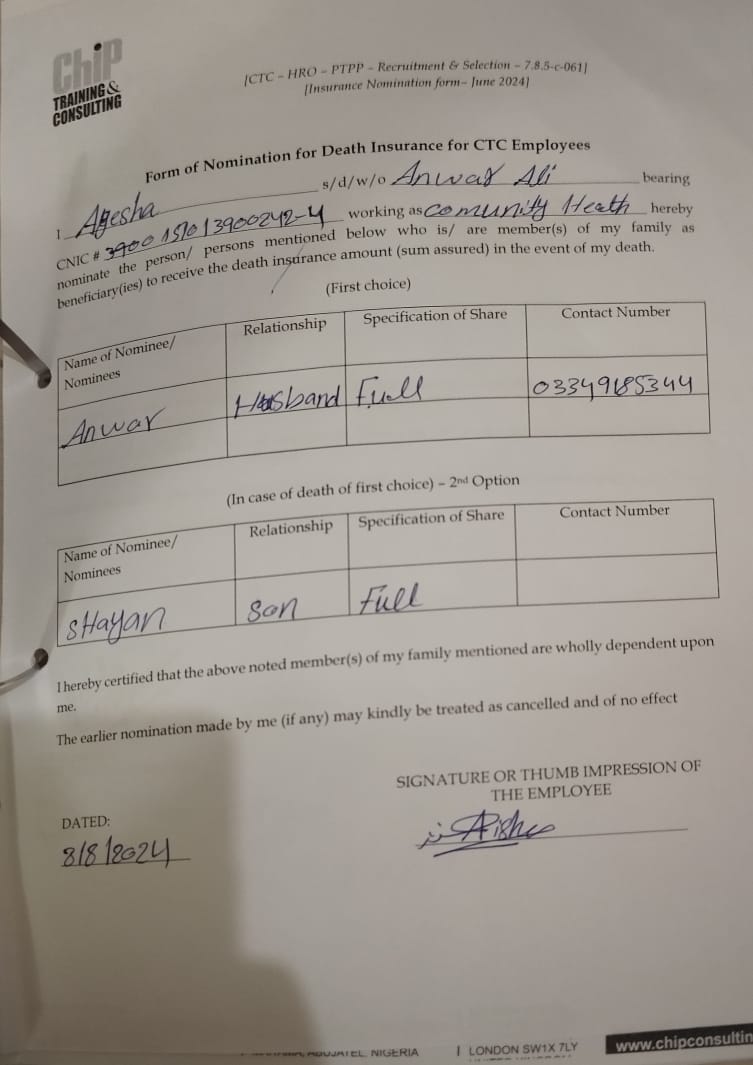 ChiP
TRAINING &
CONSULTING
[CTC – HRO – PTPP – Recruitment & Selection – 7.8.5-c-061]
[Insurance Nomination form– June 2024]
Form of Nomination for Death Insurance for CTC Employees
I Ayesha s/d/w/o Anwar Ali bearing
CNIC # working as comunity Heath hereby
nominate the person/ persons mentioned below who is/ are member(s) of my family as
beneficiary(ies) to receive the death insurance amount (sum assured) in the event of my death.
(First choice)
Name of Nominee/ Nominees Relationship Specification of Share Contact Number
Anwar Husband Full 03349185344
(In case of death of first choice) – 2nd Option
Name of Nominee/ Nominees Relationship Specification of Share Contact Number
sHayan Son Full
I hereby certified that the above noted member(s) of my family mentioned are wholly dependent upon
me.
The earlier nomination made by me (if any) may kindly be treated as cancelled and of no effect
SIGNATURE OR THUMB IMPRESSION OF
THE EMPLOYEE
DATED:
8/8/2024
NIGERIA | LONDON SW1X 7LY www.chipconsultin